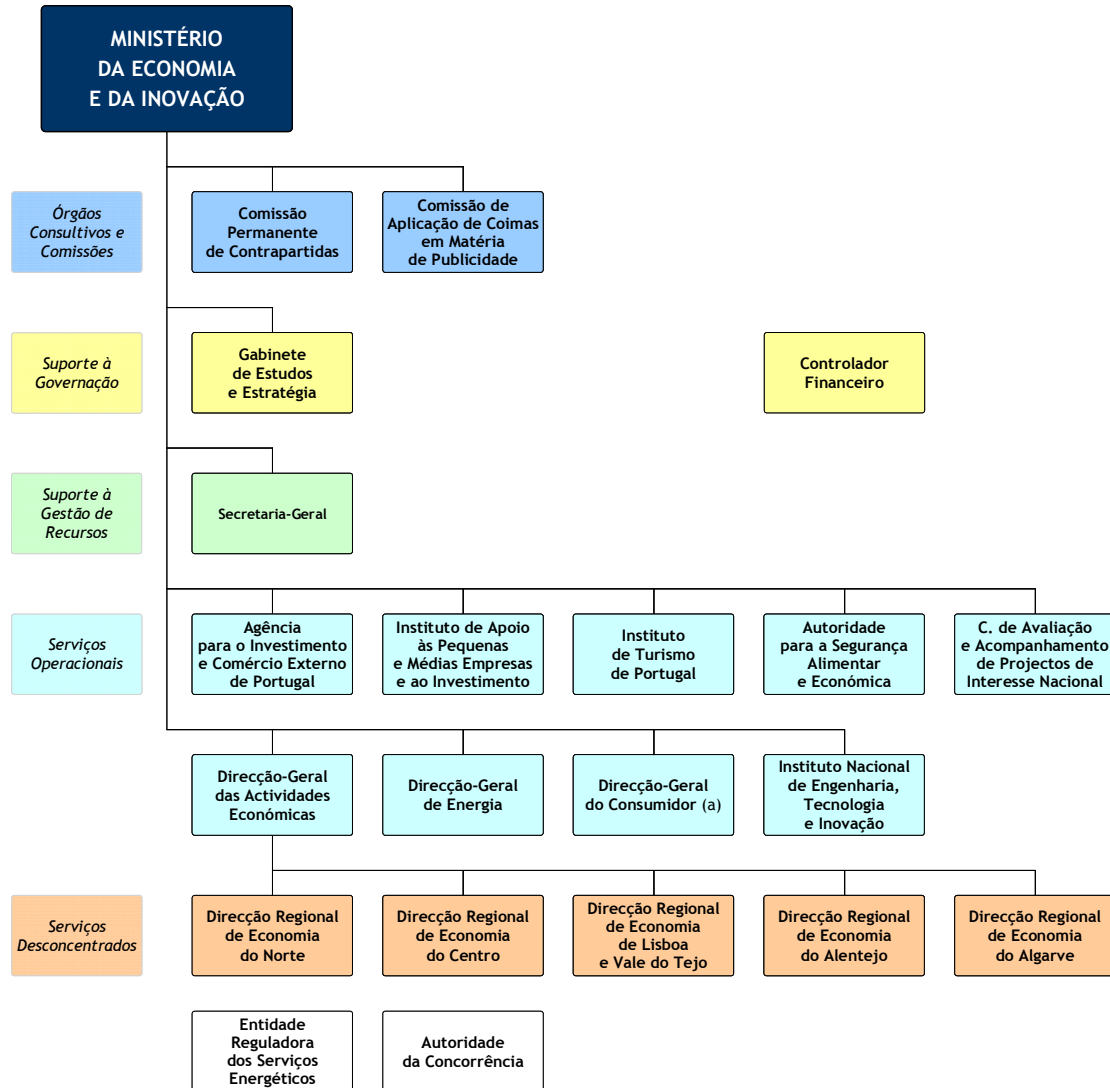 MINISTÉRIO
DA ECONOMIA
E DA INOVAÇÃO
Órgãos
Consultivos e
Comissões
Comissão
Permanente
de Contrapartidas
Comissão de
Aplicação de Coimas
em Matéria
de Publicidade
Suporte à
Governação
Gabinete
de Estudos
e Estratégia
Controlador
Financeiro
Suporte à
Gestão de
Recursos
Secretaria-Geral
Serviços
Operacionais
Agência
para o Investimento
e Comércio Externo
de Portugal
Instituto de Apoio
às Pequenas
e Médias Empresas
e ao Investimento
Instituto
de Turismo
de Portugal
Autoridade
para a Segurança
Alimentar
e Económica
C. de Avaliação
e Acompanhamento
de Projectos de
Interesse Nacional
Direcção-Geral
das Actividades
Económicas
Direcção-Geral
de Energia
Direcção-Geral
do Consumidor (a)
Instituto Nacional
de Engenharia,
Tecnologia
e Inovação
Serviços
Desconcentrados
Direcção Regional
de Economia
do Norte
Direcção Regional
de Economia
do Centro
Direcção Regional
de Economia
de Lisboa
e Vale do Tejo
Direcção Regional
de Economia
do Alentejo
Direcção Regional
de Economia
do Algarve
Entidade
Reguladora
dos Serviços
Energéticos
Autoridade
da Concorrência